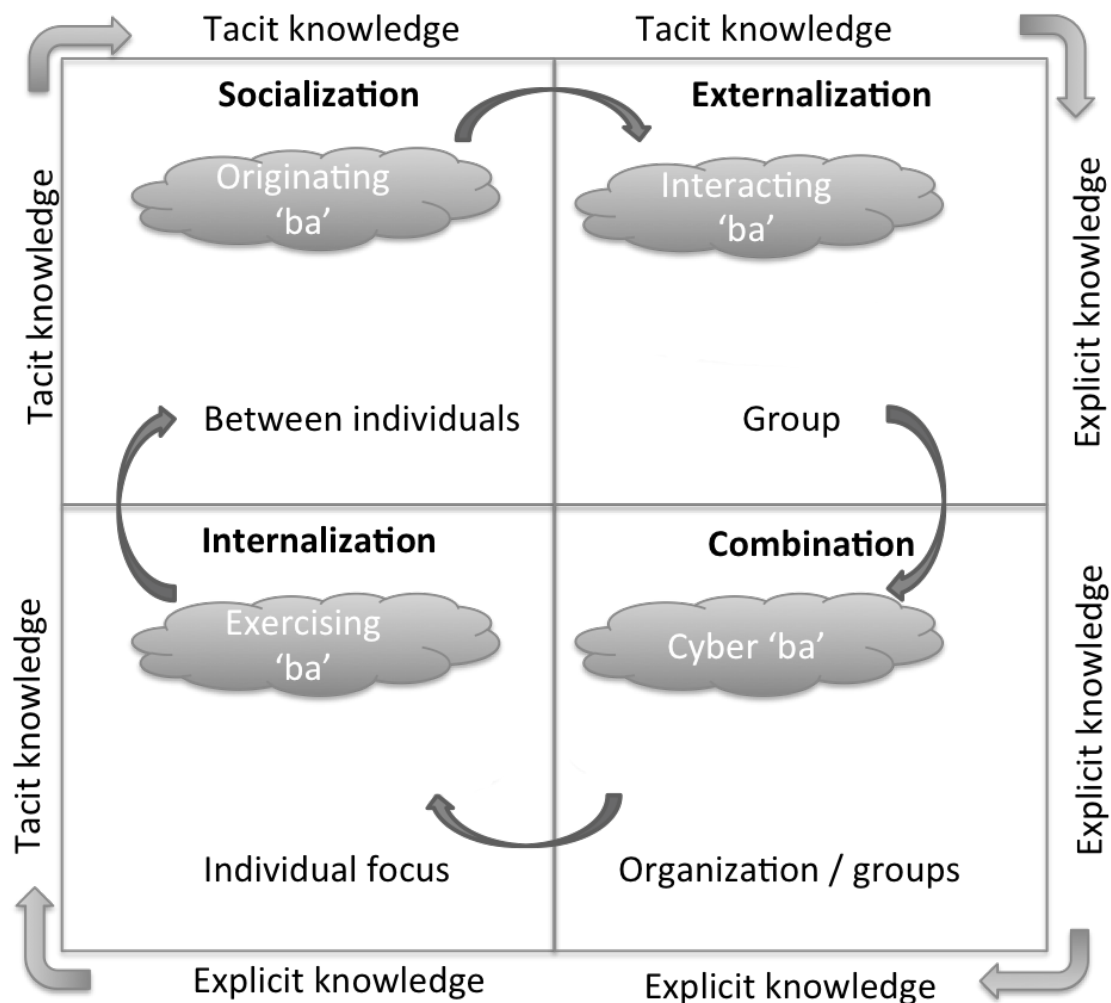 Tacit knowledge
Tacit knowledge
Socialization
Externalization
Originating
‘ba’
Interacting
‘ba’
Tacit knowledge
Explicit knowledge
Between individuals
Group
Internalization
Combination
Exercising
‘ba’
Cyber ‘ba’
Tacit knowledge
Explicit knowledge
Individual focus
Organization / groups
Explicit knowledge
Explicit knowledge